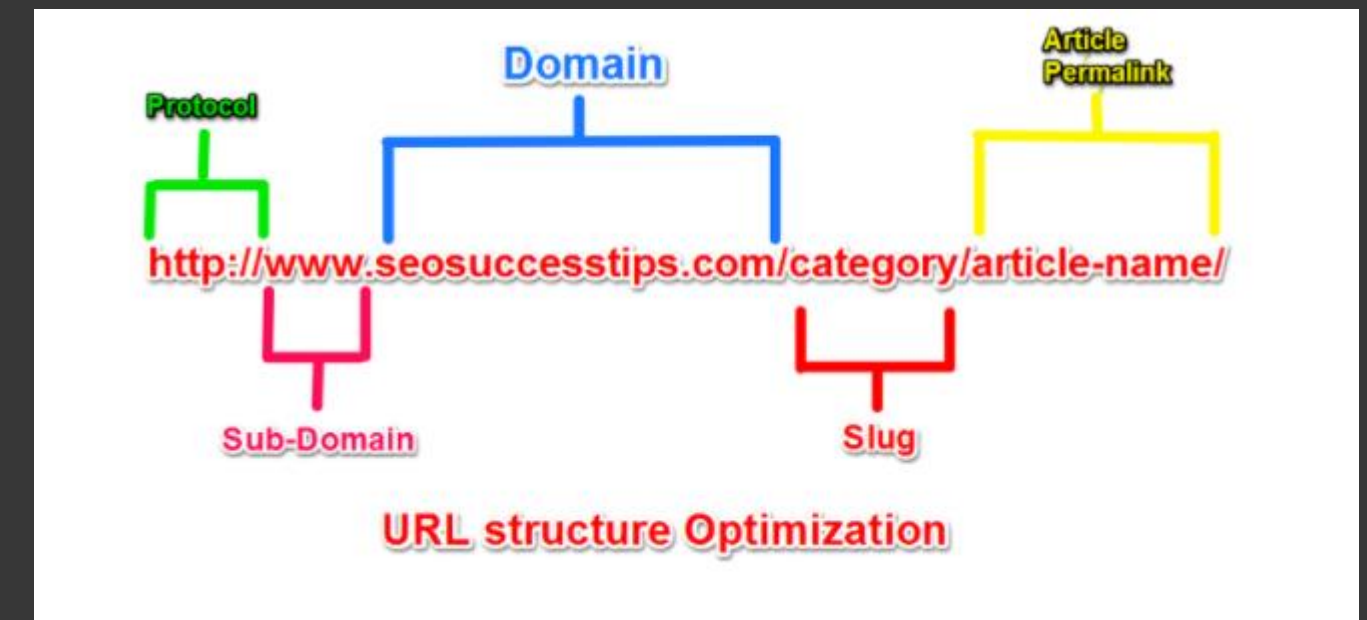 Domain
Article
Permalink
Protocol
http://www.seosuccesstips.com/category/article-name/
Sub-Domain
Slug
URL structure Optimization